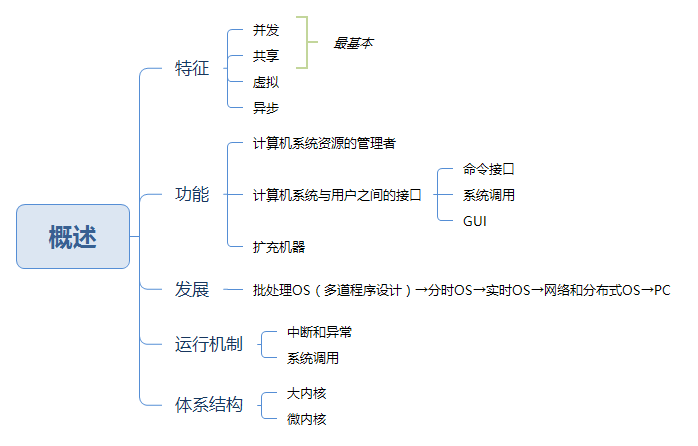 概述
特征
并发
共享
最基本
虚拟
异步
功能
计算机系统资源的管理者
计算机系统与用户之间的接口
命令接口
系统调用
GUI
扩充机器
发展
批处理OS（多道程序设计）→分时OS→实时OS→网络和分布式OS→PC
运行机制
中断和异常
系统调用
体系结构
大内核
微内核